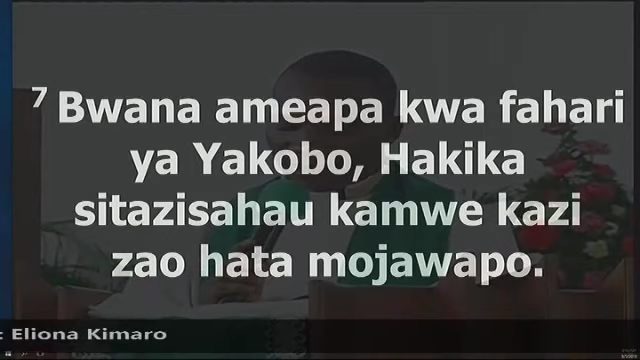 7 Bwana ameapa kwa fahari
ya Yakobo, Hakika
sitazisahau kamwe kazi
zao hata mojawapo.
: Eliona Kimaro